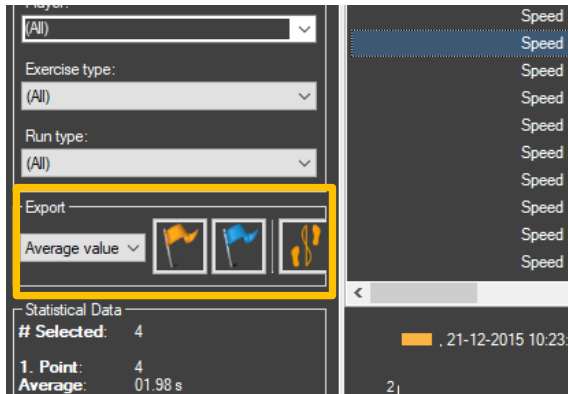 Player:
(All)
Exercise type:
(All)
Run type:
(All)
Export
Average value
Statistical Data
# Selected: 4
1. Point: 4
Average: 01.98 s
Speed
Speed
Speed
Speed
Speed
Speed
Speed
Speed
Speed
Speed
, 21-12-2015 10:23:
2